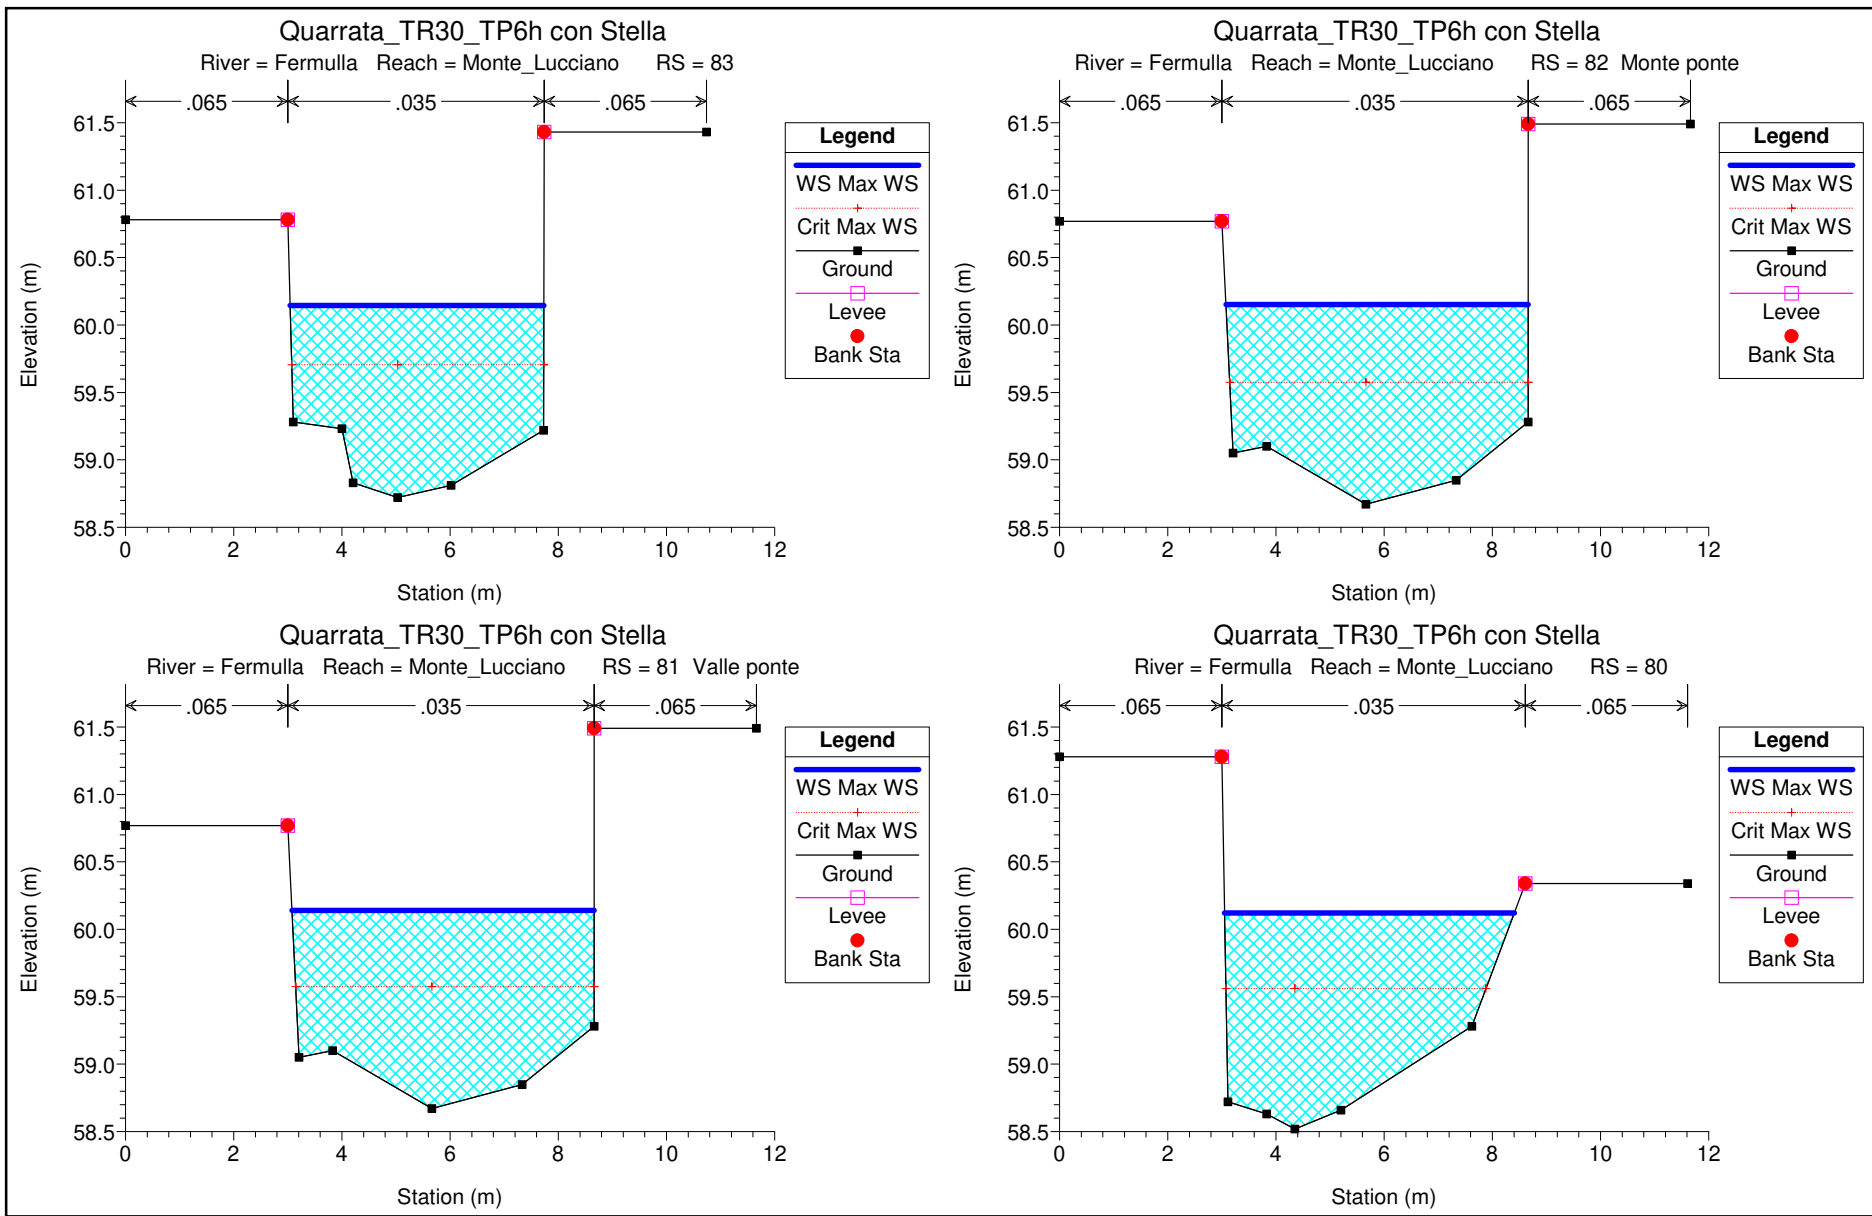 Quarrata_TR30_TP6h con Stella
River = Fermulla Reach = Monte_Lucciano RS = 83
.065 .035 .065
61.5
61.0
60.5
60.0
59.5
59.0
58.5
Elevation (m)
0 2 4 6 8 10 12
Station (m)
Legend
WS Max WS
Crit Max WS
Ground
Levee
Bank Sta
Quarrata_TR30_TP6h con Stella
River = Fermulla Reach = Monte_Lucciano RS = 82 Monte ponte
.065 .035 .065
61.5
61.0
60.5
60.0
59.5
59.0
58.5
Elevation (m)
0 2 4 6 8 10 12
Station (m)
Legend
WS Max WS
Crit Max WS
Ground
Levee
Bank Sta
Quarrata_TR30_TP6h con Stella
River = Fermulla Reach = Monte_Lucciano RS = 81 Valle ponte
.065 .035 .065
61.5
61.0
60.5
60.0
59.5
59.0
58.5
Elevation (m)
0 2 4 6 8 10 12
Station (m)
Legend
WS Max WS
Crit Max WS
Ground
Levee
Bank Sta
Quarrata_TR30_TP6h con Stella
River = Fermulla Reach = Monte_Lucciano RS = 80
.065 .035 .065
61.5
61.0
60.5
60.0
59.5
59.0
58.5
Elevation (m)
0 2 4 6 8 10 12
Station (m)
Legend
WS Max WS
Crit Max WS
Ground
Levee
Bank Sta